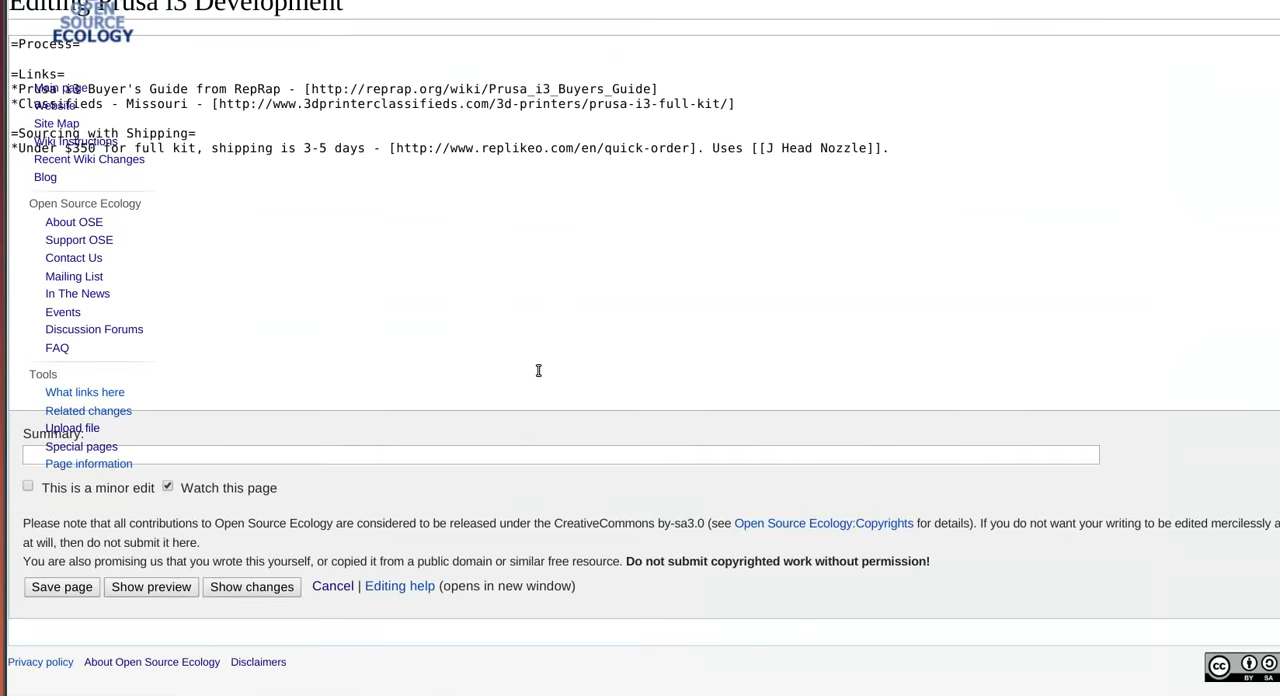 Editing Prusa i3 Development
OPEN
SOURCE
ECOLOGY
=Process=
=Links=
*Prusa i3 Buyer's Guide from RepRap - [http://reprap.org/wiki/Prusa_i3_Buyers_Guide]
*Classifieds - Missouri - [http://www.3dprinterclassifieds.com/3d-printers/prusa-i3-full-kit/]
=Sourcing with Shipping=
*Under $350 for full kit, shipping is 3-5 days - [http://www.replikeo.com/en/quick-order]. Uses [[J Head Nozzle]].
Main page
Website
Site Map
Wiki Instructions
Recent Wiki Changes
Blog
Open Source Ecology
About OSE
Support OSE
Contact Us
Mailing List
In The News
Events
Discussion Forums
FAQ
Tools
What links here
Related changes
Upload file
Special pages
Page information
Summary:
This is a minor edit Watch this page
Please note that all contributions to Open Source Ecology are considered to be released under the CreativeCommons by-sa3.0 (see Open Source Ecology:Copyrights for details). If you do not want your writing to be edited mercilessly a
at will, then do not submit it here.
You are also promising us that you wrote this yourself, or copied it from a public domain or similar free resource. Do not submit copyrighted work without permission!
Save page Show preview Show changes Cancel | Editing help (opens in new window)
Privacy policy About Open Source Ecology Disclaimers
cc BY SA